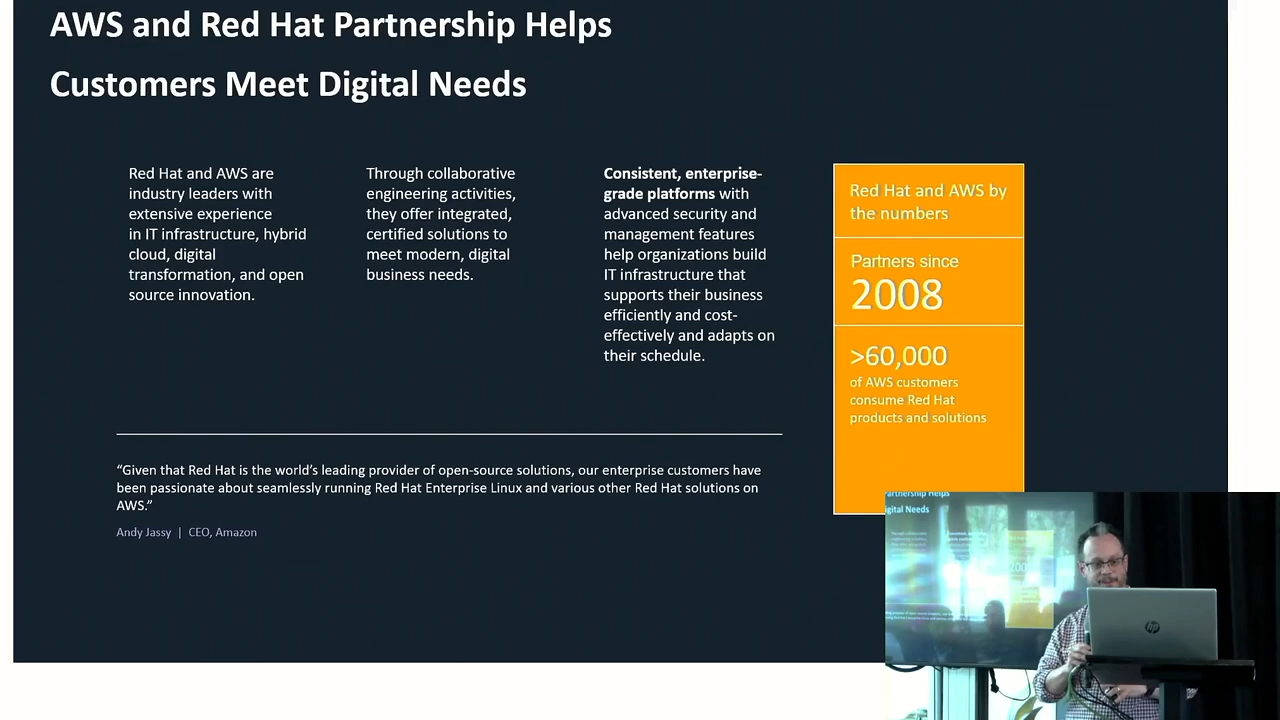 AWS and Red Hat Partnership Helps
Customers Meet Digital Needs
Red Hat and AWS are
industry leaders with
extensive experience
in IT infrastructure, hybrid
cloud, digital
transformation, and open
source innovation.
Through collaborative
engineering activities,
they offer integrated,
certified solutions to
meet modern, digital
business needs.
Consistent, enterprise-
grade platforms with
advanced security and
management features
help organizations build
IT infrastructure that
supports their business
efficiently and cost-
effectively and adapts on
their schedule.
Red Hat and AWS by
the numbers
Partners since
2008
>60,000
of AWS customers
consume Red Hat
products and solutions
“Given that Red Hat is the world’s leading provider of open-source solutions, our enterprise customers have
been passionate about seamlessly running Red Hat Enterprise Linux and various other Red Hat solutions on
AWS.”
Andy Jassy | CEO, Amazon
Partnership Helps
igital Needs
hp